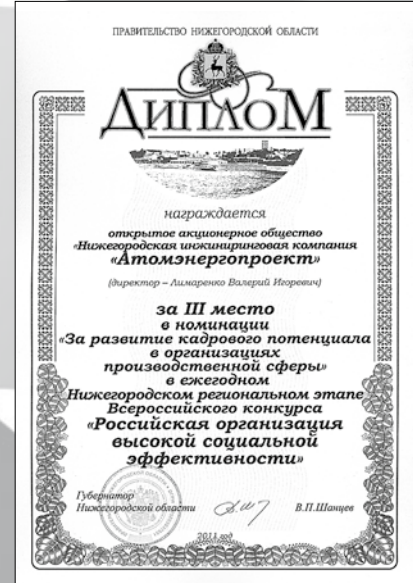 ПРАВИТЕЛЬСТВО НИЖЕГОРОДСКОЙ ОБЛАСТИ
ДИПЛОМ
награждается
открытое акционерное общество
«Нижегородская инжиниринговая компания
«Атомэнергопроект»
(директор – Лимаренко Валерий Игоревич)
за III место
в номинации
«За развитие кадрового потенциала
в организациях
производственной сферы»
в ежегодном
Нижегородском региональном этапе
Всероссийского конкурса
«Российская организация
высокой социальной
эффективности»
Губернатор
Нижегородской области
В.П.Шанцев
2011 год